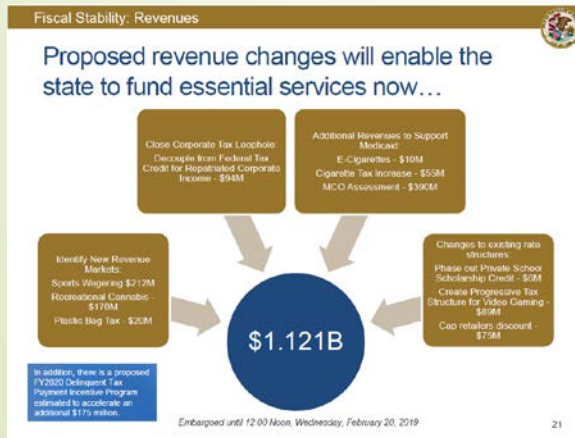 Fiscal Stability: Revenues
Proposed revenue changes will enable the
state to fund essential services now…
Close Corporate Tax Loophole:
Decouple from Federal Tax
Credit for Repatriated Corporate
Income - $94M
Additional Revenues to Support
Medicaid:
E-Cigarettes - $10M
Cigarette Tax Increase - $55M
MCO Assessment - $390M
Identify New Revenue
Markets:
Sports Wagering $212M
Recreational Cannabis -
$170M
Plastic Bag Tax - $20M
Changes to existing rate
structures:
Phase out Private School
Scholarship Credit - $6M
Create Progressive Tax
Structure for Video Gaming -
$89M
Cap retailers discount -
$75M
$1.121B
In addition, there is a proposed
FY2020 Delinquent Tax
Payment Incentive Program
estimated to accelerate an
additional $175 million.
Embargoed until 12:00 Noon, Wednesday, February 20, 2019
21